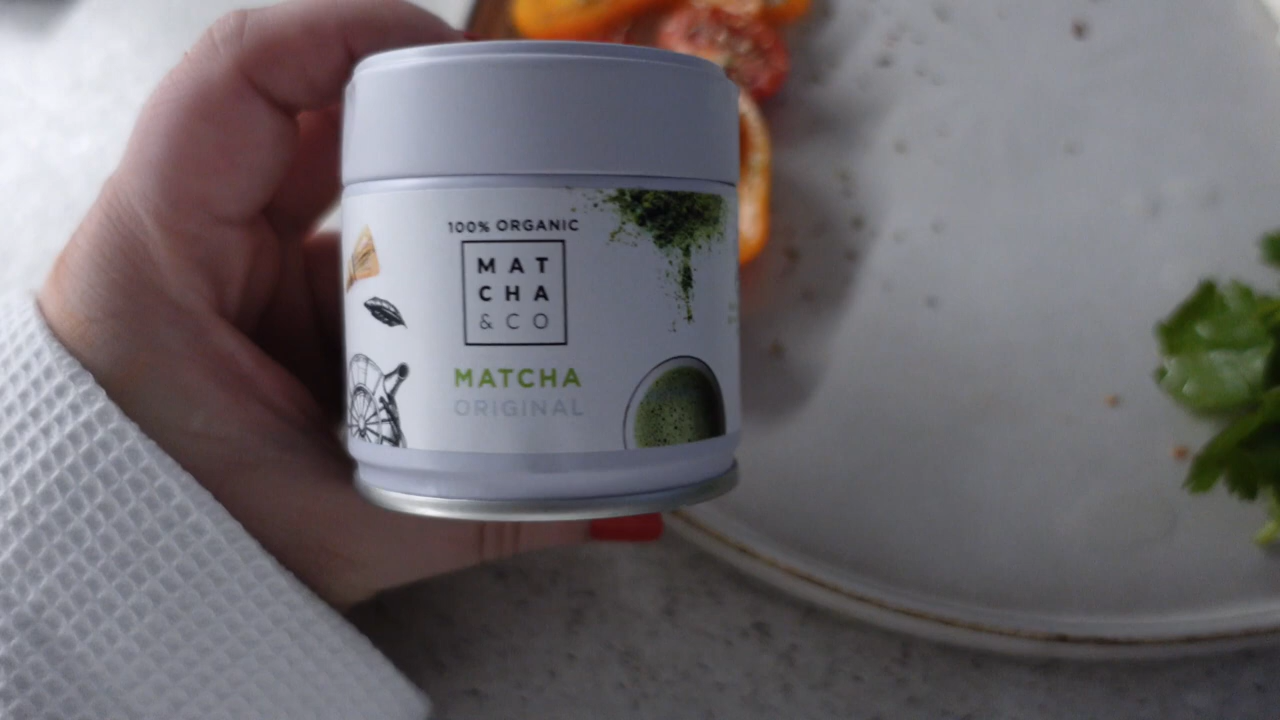 100% ORGANIC
MAT
CHA
& CO
MATCHA
ORIGINAL